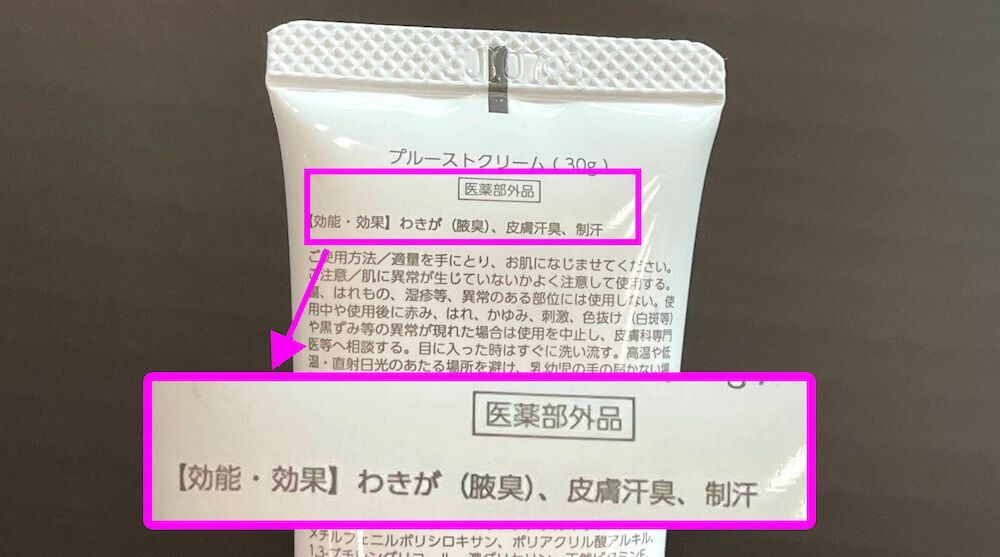 プルーストクリーム(30g)
医薬部外品
【効能・効果】わきが(腋臭)、皮膚汗臭、制汗
ご使用方法／適量を手にとり、お肌になじませてください。
ご注意／肌に異常が生じていないかよく注意して使用する。
傷、はれもの、湿疹等、異常のある部位には使用しない。使
用中や使用後に赤み、はれ、かゆみ、刺激、色抜け(白斑等)
や黒ずみ等の異常が現れた場合は使用を中止し、皮膚科専門
医等へ相談する。目に入った時はすぐに洗い流す。高温や低
温・直射日光のあたる場所を避け、乳幼児の手の届かない場
医薬部外品
【効能・効果】わきが(腋臭)、皮膚汗臭、制汗
メチルフェニルポリシロキサン、ポリアクリル酸アルキル、